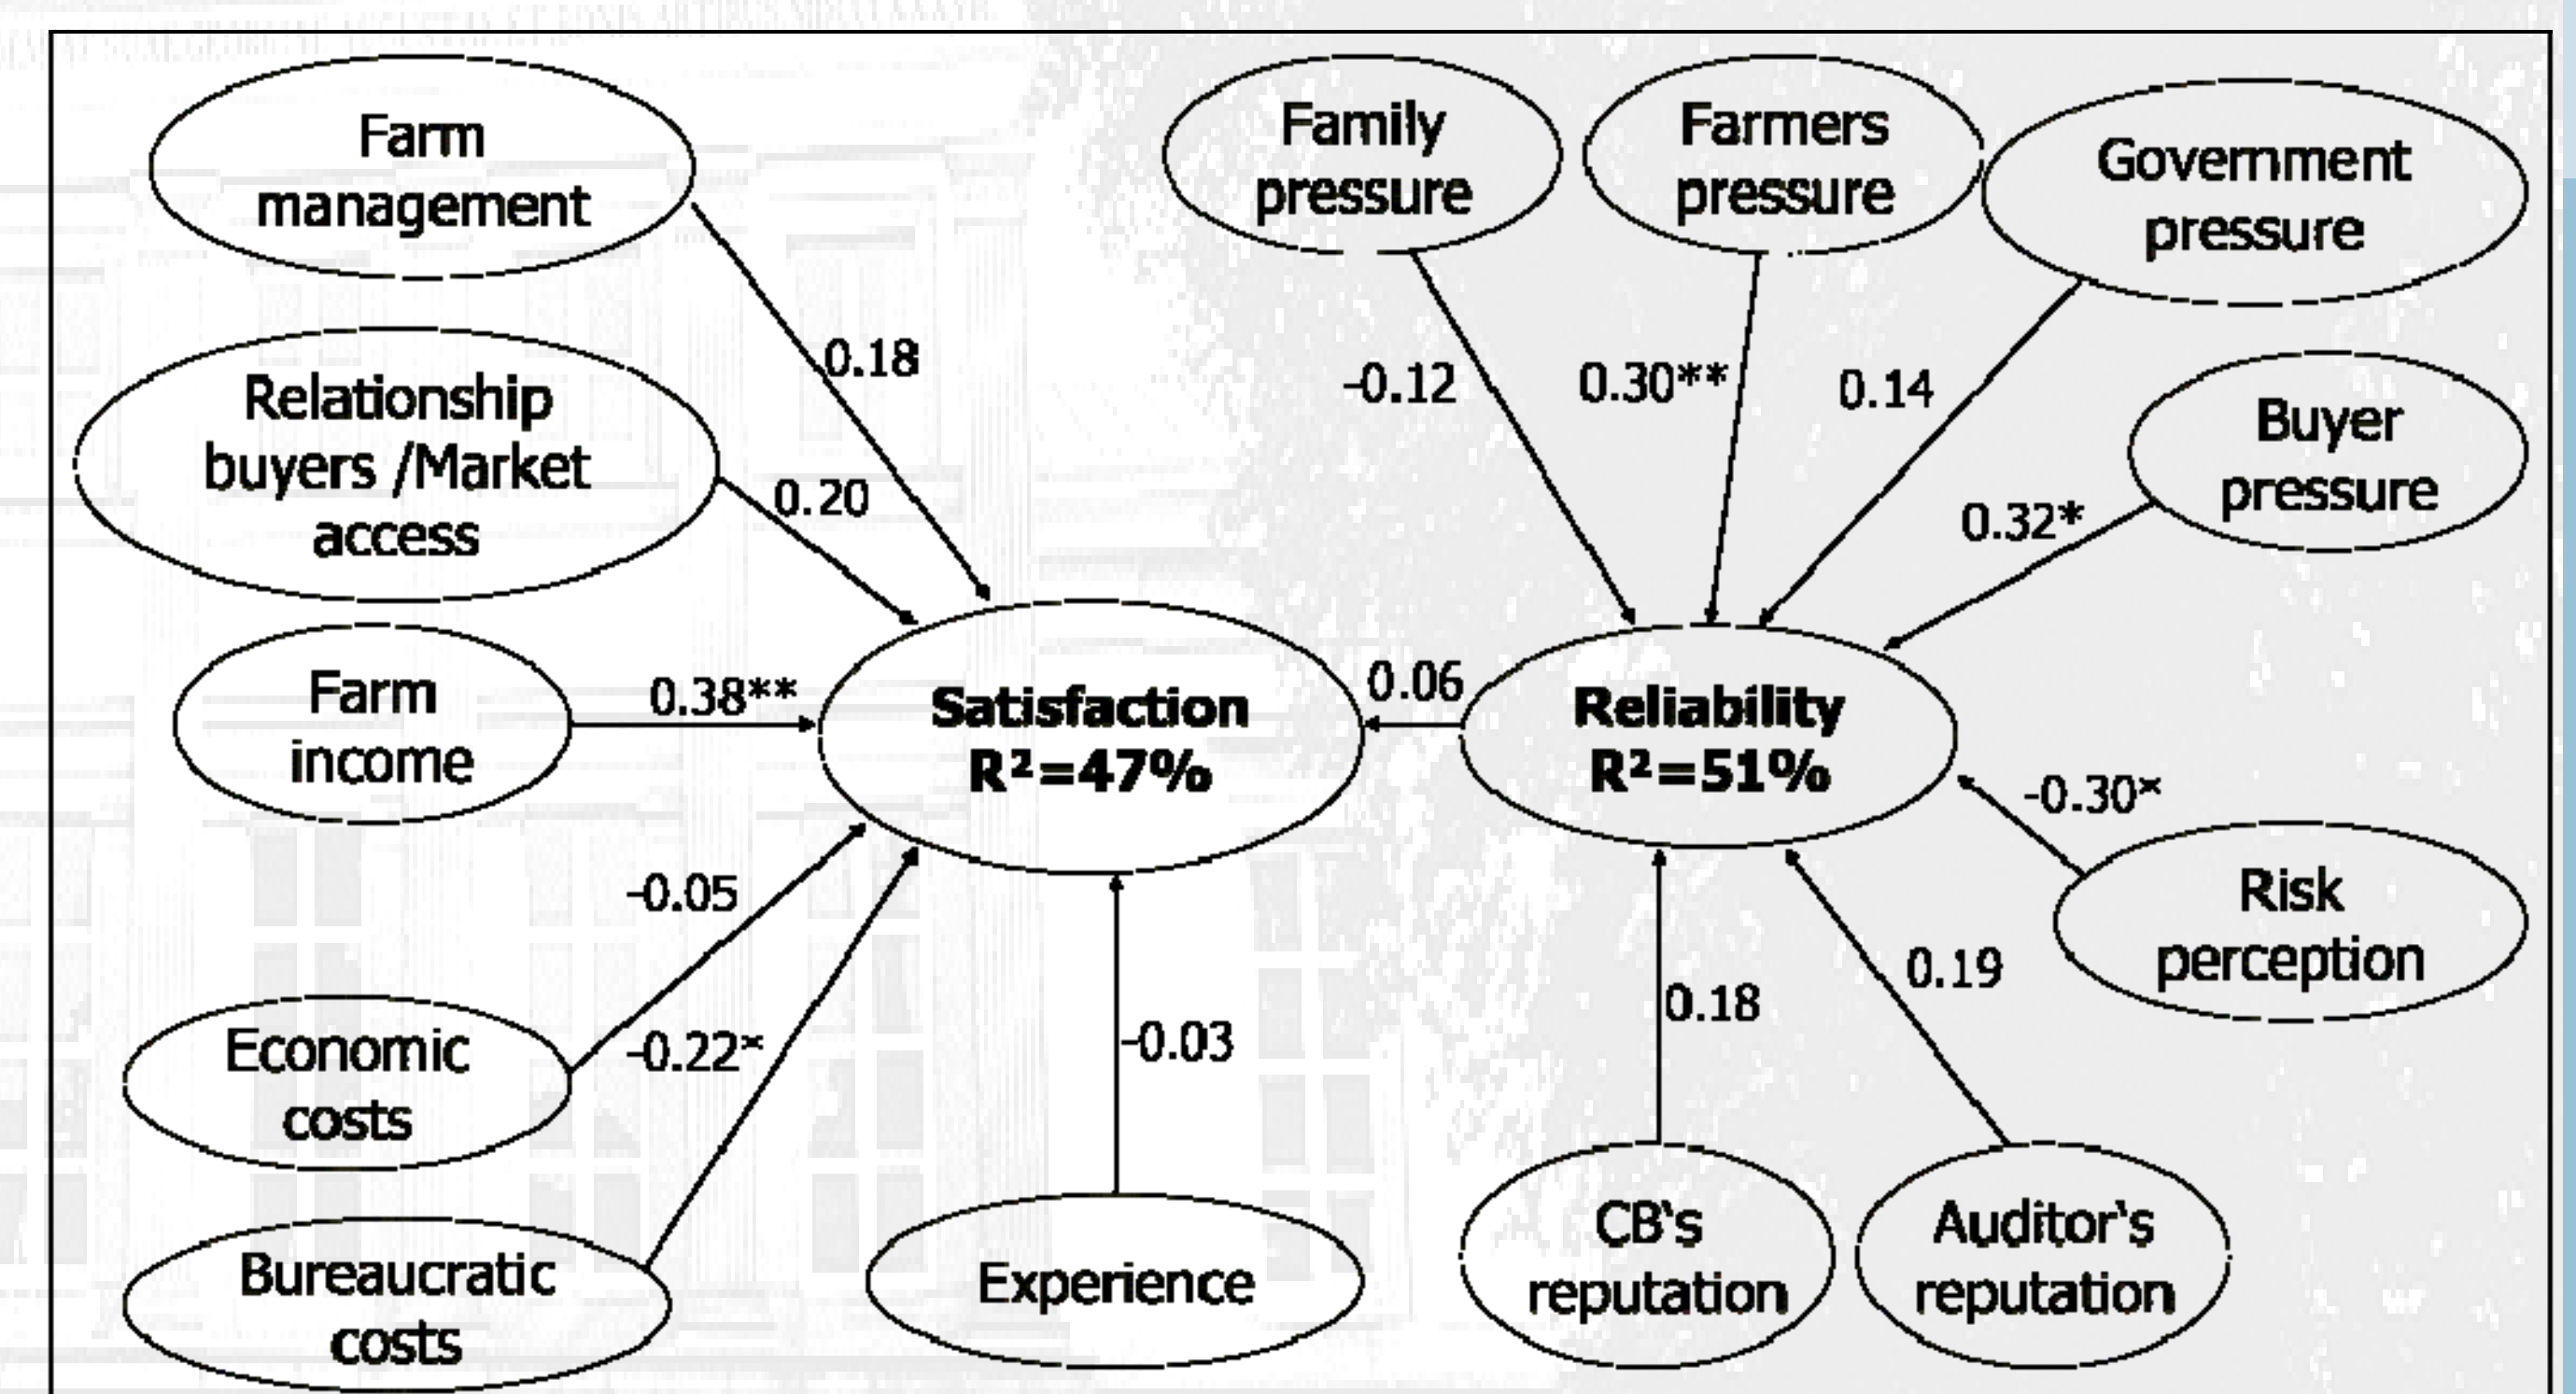 Farm
management
Family
pressure
Farmers
pressure
Government
pressure
0.18
-0.12
0.30**
0.14
Relationship
buyers /Market
access
0.20
Buyer
pressure
0.32*
Farm
income
0.38**
Satisfaction
R²=47%
0.06
Reliability
R²=51%
-0.30*
Risk
perception
-0.05
-0.22*
-0.03
0.18
0.19
Economic
costs
Bureaucratic
costs
Experience
CB's
reputation
Auditor's
reputation